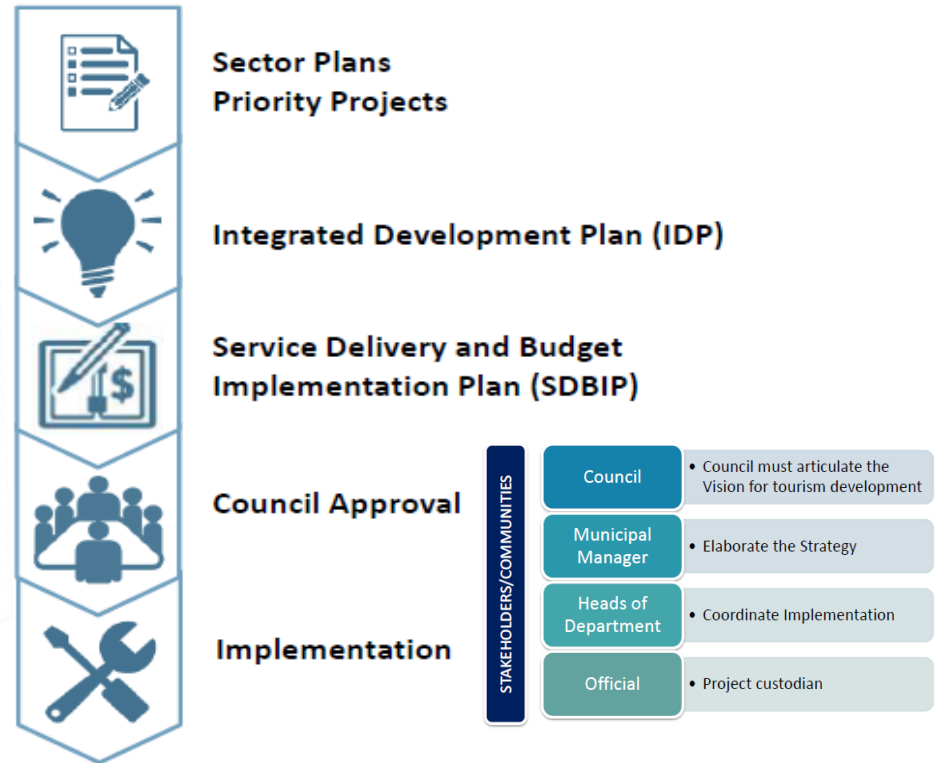 Sector Plans
Priority Projects
Integrated Development Plan (IDP)
$
Service Delivery and Budget
Implementation Plan (SDBIP)
Council Approval
Implementation
STAKEHOLDERS/COMMUNITIES
Council
• Council must articulate the
Vision for tourism development
Municipal
Manager
• Elaborate the Strategy
Heads of
Department
• Coordinate Implementation
Official
• Project custodian